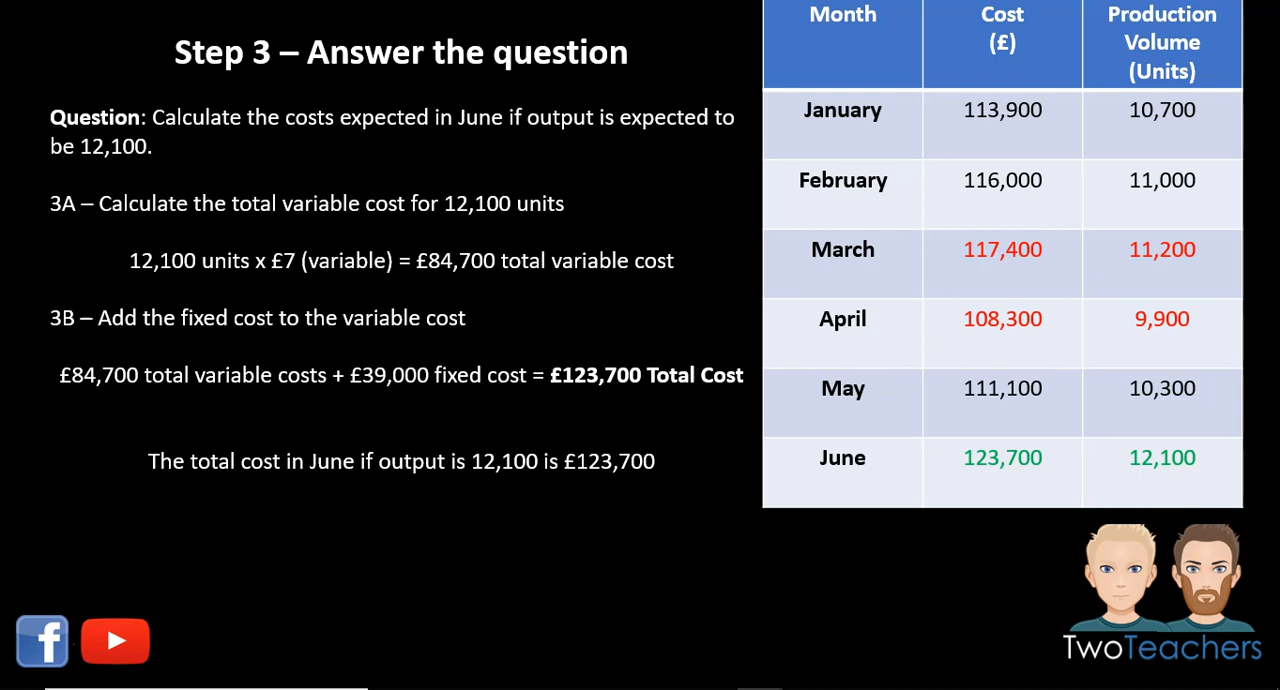 Step 3 – Answer the question
Question: Calculate the costs expected in June if output is expected to
be 12,100.
3A – Calculate the total variable cost for 12,100 units
12,100 units x £7 (variable) = £84,700 total variable cost
3B – Add the fixed cost to the variable cost
£84,700 total variable costs + £39,000 fixed cost = £123,700 Total Cost
The total cost in June if output is 12,100 is £123,700
Month Cost Production
(£) Volume
(Units)
January 113,900 10,700
February 116,000 11,000
March 117,400 11,200
April 108,300 9,900
May 111,100 10,300
June 123,700 12,100
f
TwoTeachers